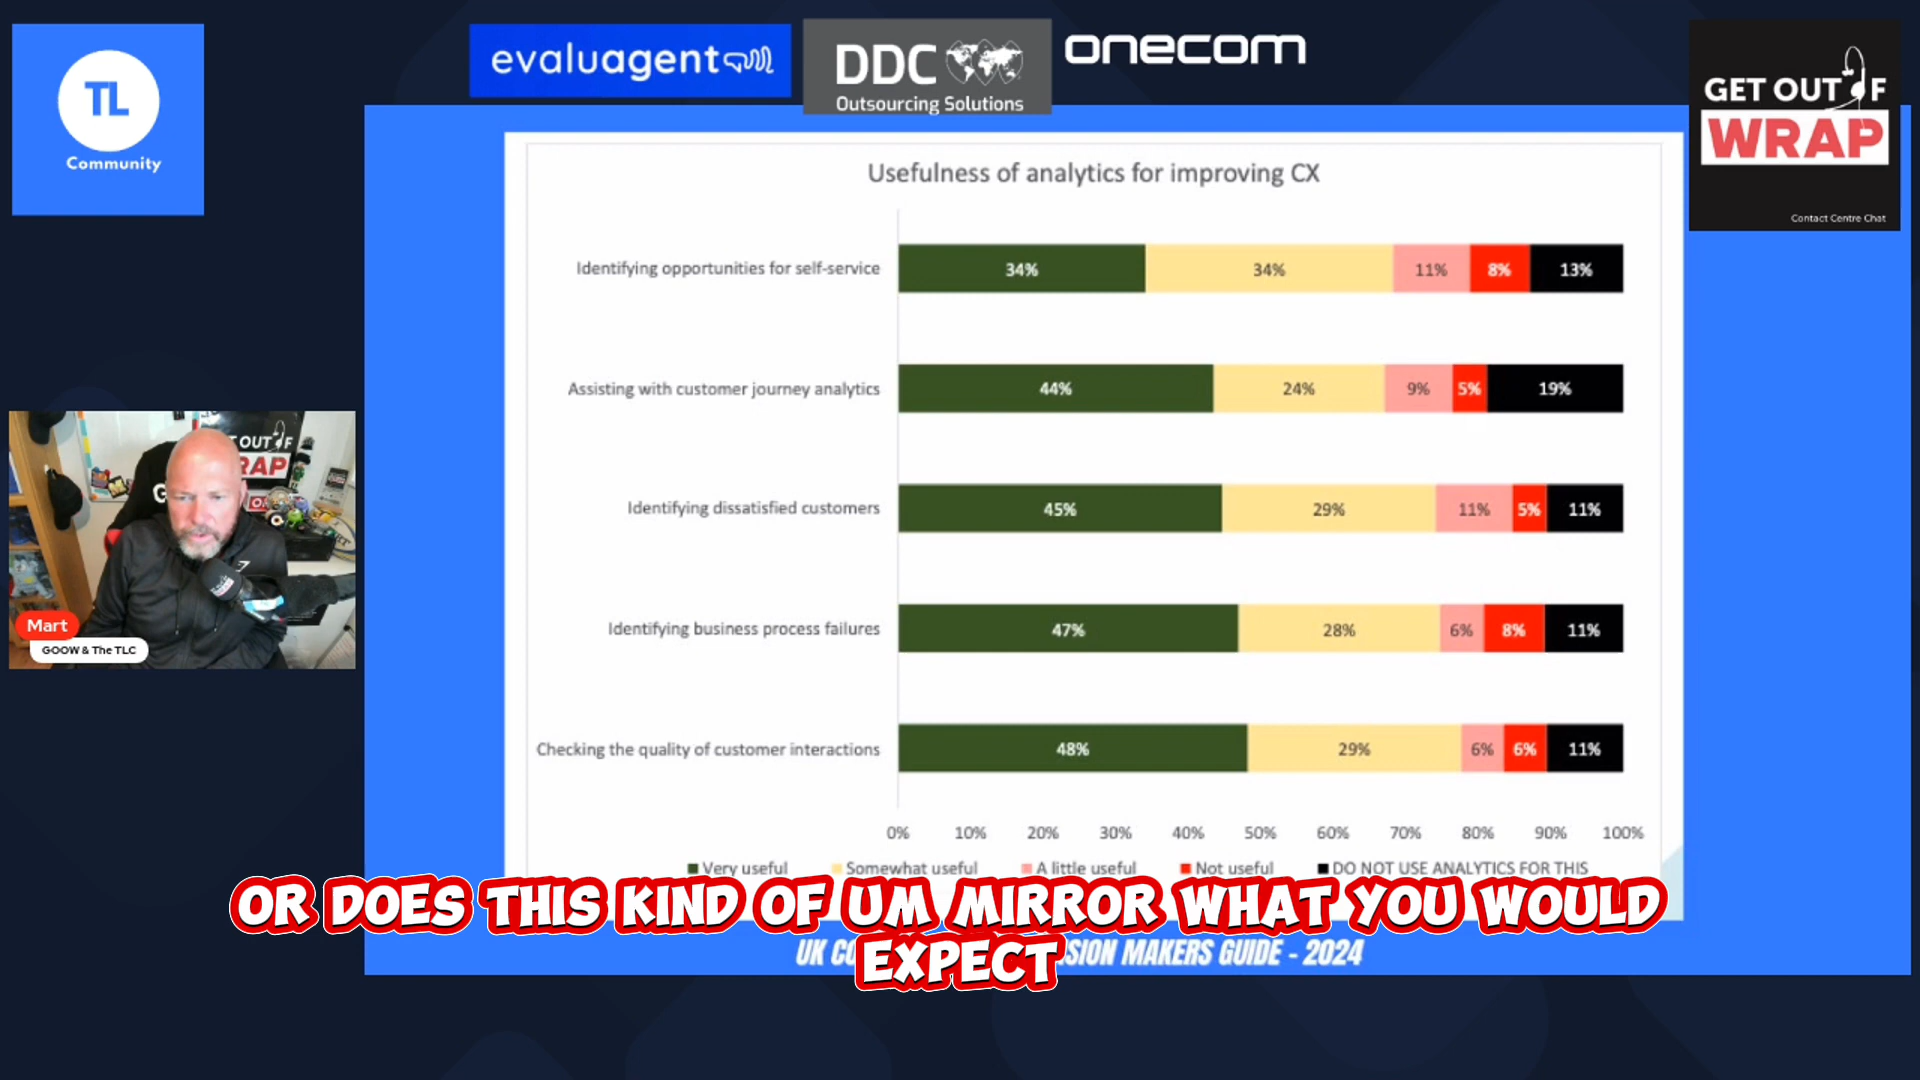 TL
Community
evaluagent
DDC
Outsourcing Solutions
onecom
GET OUT OF
WRAP
Contact Centre Chat
Usefulness of analytics for improving CX
Identifying opportunities for self-service 34% 34% 11% 8% 13%
Assisting with customer journey analytics 44% 24% 9% 5% 19%
Identifying dissatisfied customers 45% 29% 11% 5% 11%
Identifying business process failures 47% 28% 6% 8% 11%
Checking the quality of customer interactions 48% 29% 6% 6% 11%
0% 10% 20% 30% 40% 50% 60% 70% 80% 90% 100%
Very useful Somewhat useful A little useful Not useful DO NOT USE ANALYTICS FOR THIS
OUT OF
RAP
Mart
GOOW & The TLC
OR DOES THIS KIND OF UM MIRROR WHAT YOU WOULD
EXPECT
UK MAKERS GUIDE - 2024